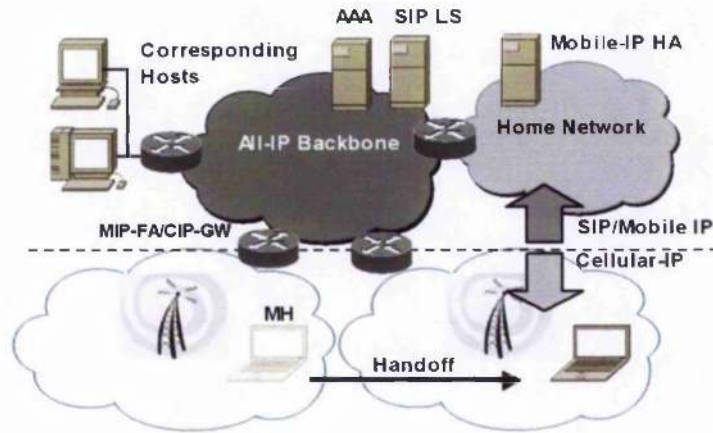 AAA
SIP LS
Corresponding
Hosts
Mobile-IP HA
All-IP Backbone
Home Network
MIP-FA/CIP-GW
SIP/Mobile IP
Cellular-IP
MH
Handoff